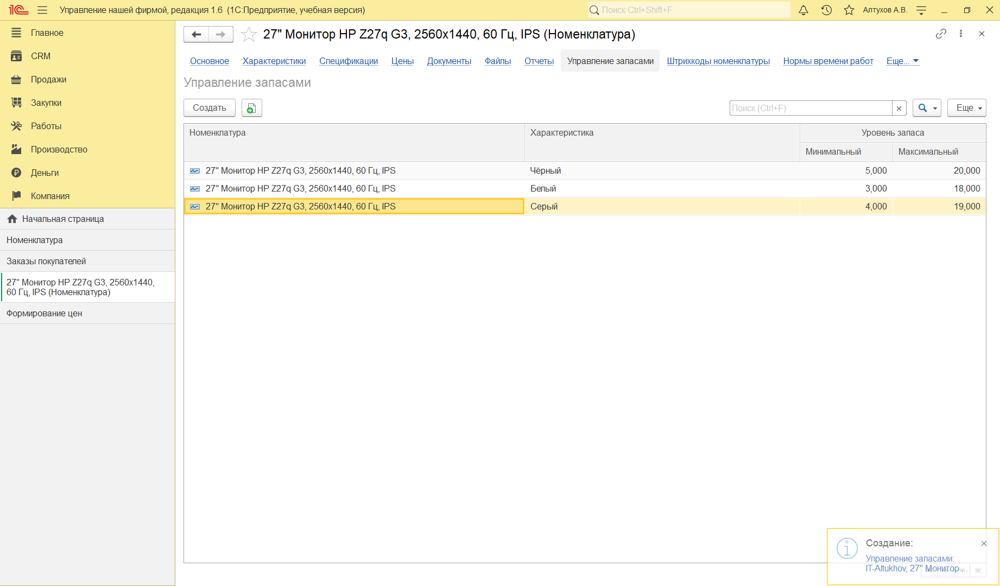 1С Управление нашей фирмой, редакция 1.6 (1С:Предприятие, учебная версия) Поиск Ctrl+Shift+F Алтухов А.В.
Главное
CRM
Продажи
Закупки
Работы
Производство
Деньги
Компания
Начальная страница
Номенклатура
Заказы покупателей
27" Монитор HP Z27q G3, 2560x1440,
60 Гц, IPS (Номенклатура)
Формирование цен
27" Монитор HP Z27q G3, 2560x1440, 60 Гц, IPS (Номенклатура)
Основное Характеристики Спецификации Цены Документы Файлы Отчеты Управление запасами Штрихкоды номенклатуры Нормы времени работ Еще...
Управление запасами
Создать Поиск (Ctrl+F) Еще
Номенклатура Характеристика Уровень запаса
Минимальный Максимальный
27" Монитор HP Z27q G3, 2560x1440, 60 Гц, IPS Чёрный 5,000 20,000
27" Монитор HP Z27q G3, 2560x1440, 60 Гц, IPS Белый 3,000 18,000
27" Монитор HP Z27q G3, 2560x1440, 60 Гц, IPS Серый 4,000 19,000
Создание:
Управление запасами:
IT-Altukhov, 27" Монитор ...